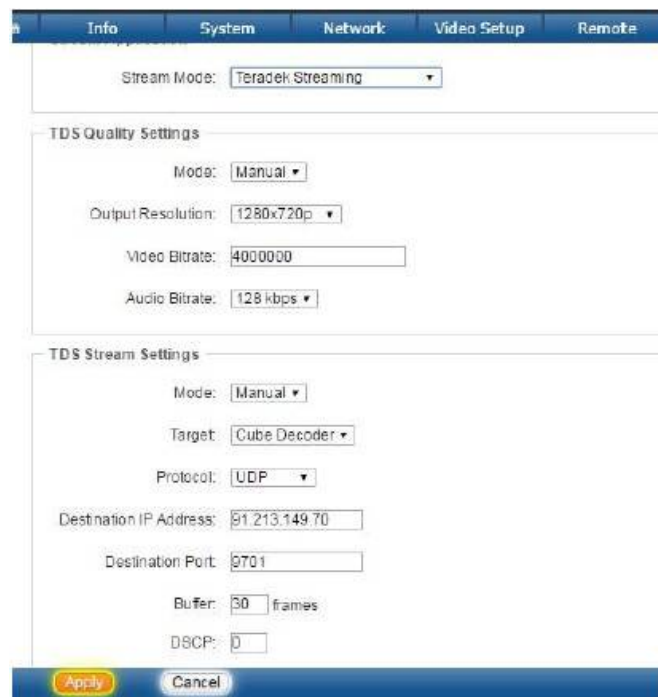 Info System Network Video Setup Remote
Stream Mode: Teradek Streaming
TDS Quality Settings
Mode: Manual
Output Resolution: 1280x720p
Video Bitrate: 4000000
Audio Bitrate: 128 kbps
TDS Stream Settings
Mode: Manual
Target: Cube Decoder
Protocol: UDP
Destination IP Address: 91.213.149.70
Destination Port: 9701
Buffer: 30 frames
DSCP: 0
Apply Cancel